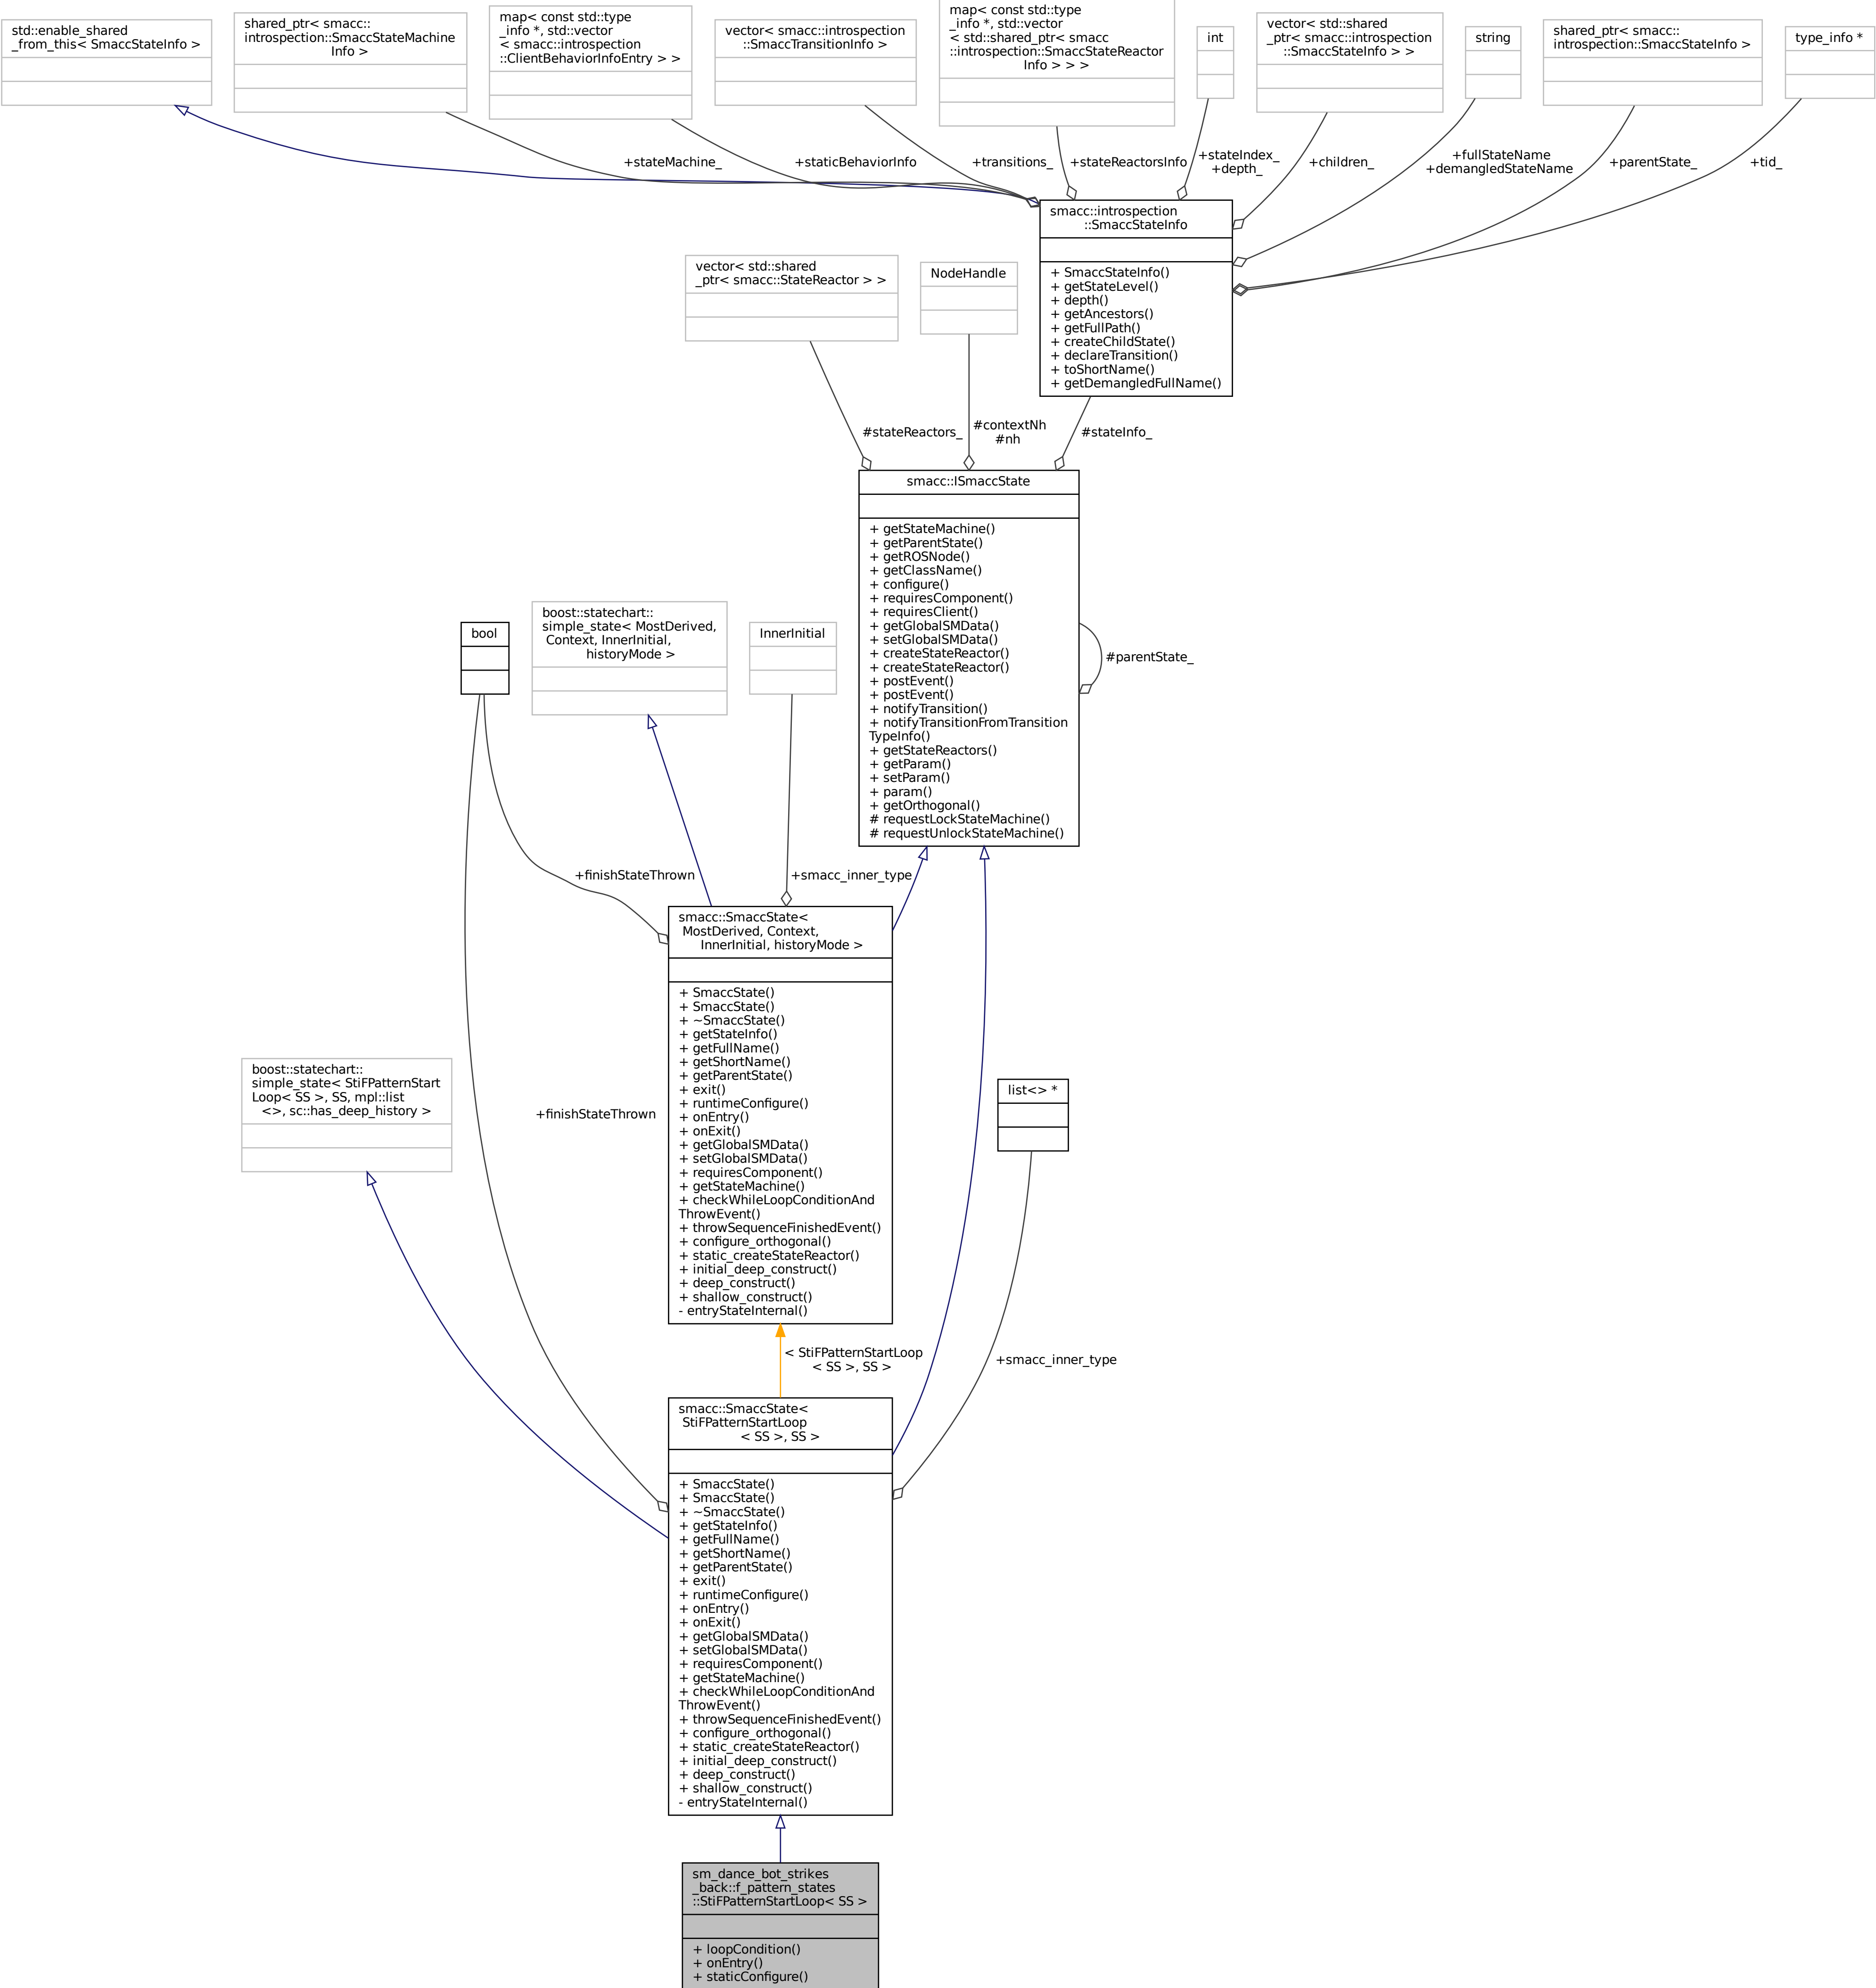 std::enable_shared
_from_this< SmaccStateInfo >
shared_ptr< smacc::
introspection::SmaccStateMachine
Info >
map< const std::type
_info *, std::vector
< smacc::introspection
::ClientBehaviorInfoEntry > >
vector< smacc::introspection
::SmaccTransitionInfo >
map< const std::type
_info *, std::vector
< std::shared_ptr< smacc
::introspection::SmaccStateReactor
Info > > >
int
vector< std::shared
_ptr< smacc::introspection
::SmaccStateInfo > >
string
shared_ptr< smacc::
introspection::SmaccStateInfo >
type_info *
+stateMachine_
+staticBehaviorInfo
+transitions_
+stateReactorsInfo
+stateIndex_
+depth_
+children_
+fullStateName
+demangledStateName
+parentState_
+tid_
smacc::introspection
::SmaccStateInfo
+ SmaccStateInfo()
+ getStateLevel()
+ depth()
+ getAncestors()
+ getFullPath()
+ createChildState()
+ declareTransition()
+ toShortName()
+ getDemangledFullName()
vector< std::shared
_ptr< smacc::StateReactor > >
NodeHandle
#stateReactors_
#contextNh
#nh
#stateInfo_
smacc::ISmaccState
+ getStateMachine()
+ getParentState()
+ getROSNode()
+ getClassName()
+ configure()
+ requiresComponent()
+ requiresClient()
+ getGlobalSMData()
+ setGlobalSMData()
+ createStateReactor()
+ createStateReactor()
+ postEvent()
+ postEvent()
+ notifyTransition()
+ notifyTransitionFromTransition
TypeInfo()
+ getStateReactors()
+ getParam()
+ setParam()
+ param()
+ getOrthogonal()
# requestLockStateMachine()
# requestUnlockStateMachine()
#parentState_
bool
boost::statechart::
simple_state< MostDerived,
Context, InnerInitial,
historyMode >
InnerInitial
+finishStateThrown
+smacc_inner_type
smacc::SmaccState<
MostDerived, Context,
InnerInitial, historyMode >
+ SmaccState()
+ SmaccState()
+ ~SmaccState()
+ getStateInfo()
+ getFullName()
+ getShortName()
+ getParentState()
+ exit()
+ runtimeConfigure()
+ onEntry()
+ onExit()
+ getGlobalSMData()
+ setGlobalSMData()
+ requiresComponent()
+ getStateMachine()
+ checkWhileLoopConditionAnd
ThrowEvent()
+ throwSequenceFinishedEvent()
+ configure_orthogonal()
+ static_createStateReactor()
+ initial_deep_construct()
+ deep_construct()
+ shallow_construct()
- entryStateInternal()
boost::statechart::
simple_state< StiFPatternStart
Loop< SS >, SS, mpl::list
<>, sc::has_deep_history >
+finishStateThrown
list<> *
< StiFPatternStartLoop
< SS >, SS >
+smacc_inner_type
smacc::SmaccState<
StiFPatternStartLoop
< SS >, SS >
+ SmaccState()
+ SmaccState()
+ ~SmaccState()
+ getStateInfo()
+ getFullName()
+ getShortName()
+ getParentState()
+ exit()
+ runtimeConfigure()
+ onEntry()
+ onExit()
+ getGlobalSMData()
+ setGlobalSMData()
+ requiresComponent()
+ getStateMachine()
+ checkWhileLoopConditionAnd
ThrowEvent()
+ throwSequenceFinishedEvent()
+ configure_orthogonal()
+ static_createStateReactor()
+ initial_deep_construct()
+ deep_construct()
+ shallow_construct()
- entryStateInternal()
sm_dance_bot_strikes
_back::f_pattern_states
::StiFPatternStartLoop< SS >
+ loopCondition()
+ onEntry()
+ staticConfigure()